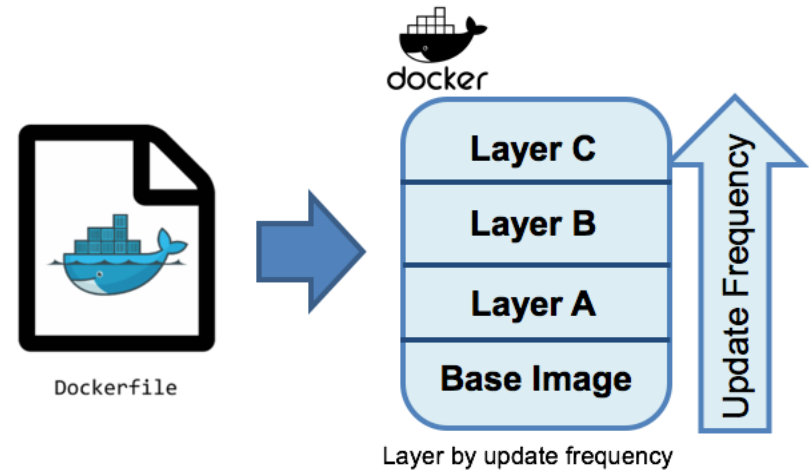 docker
Layer C
Layer B
Layer A
Base Image
Update Frequency
Dockerfile
Layer by update frequency